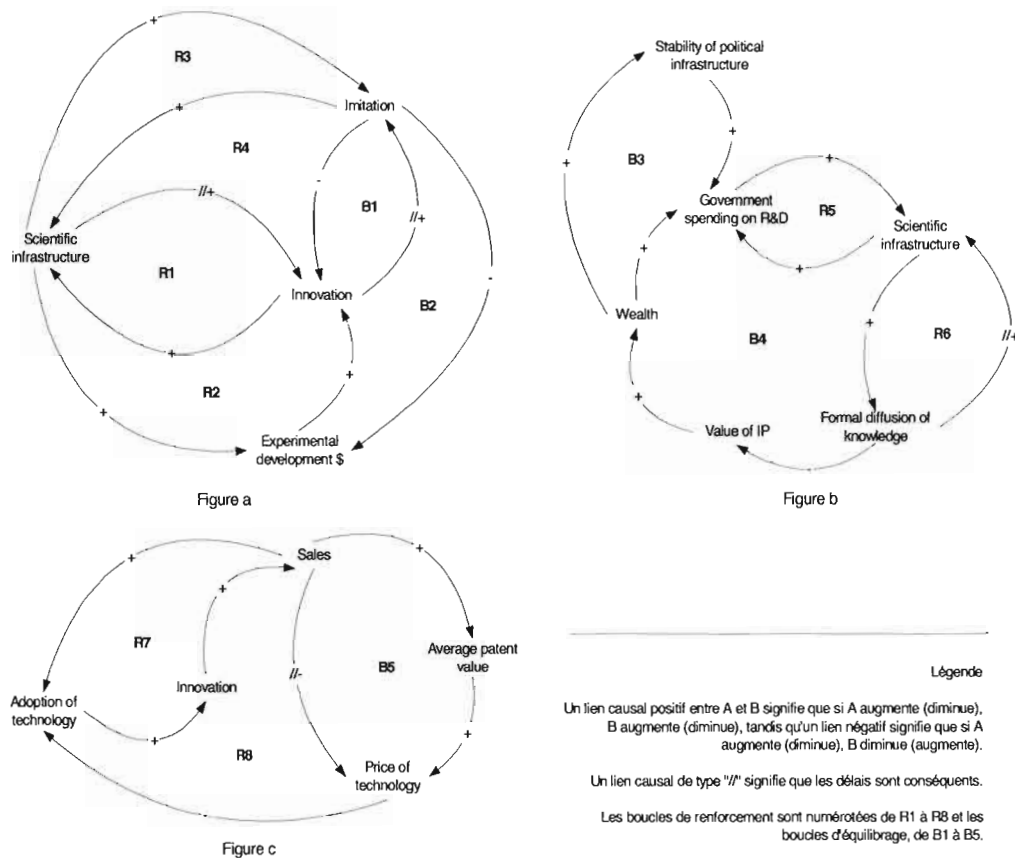 +
R3
Imitation
+
R4
-
//+
B1
//+
Scientific
infrastructure
R1
Innovation
-
B2
+
R2
+
+
Experimental
development $
Figure a
Stability of political
infrastructure
+
B3
+
+
Government
spending on R&D
R5
Scientific
infrastructure
+
+
Wealth
B4
+
R6
//+
+
Value of IP
Formal diffusion of
knowledge
+
Figure b
Sales
+
+
+
R7
Average patent
value
B5
//-
Innovation
Adoption of
technology
+
R8
+
Price of
technology
Figure c
Légende
Un lien causal positif entre A et B signifie que si A augmente (diminue),
B augmente (diminue), tandis qu'un lien négatif signifie que si A
augmente (diminue), B diminue (augmente).
Un lien causal de type "//" signifie que les délais sont conséquents.
Les boucles de renforcement sont numérotées de R1 à R8 et les
boucles d'équilibrage, de B1 à B5.